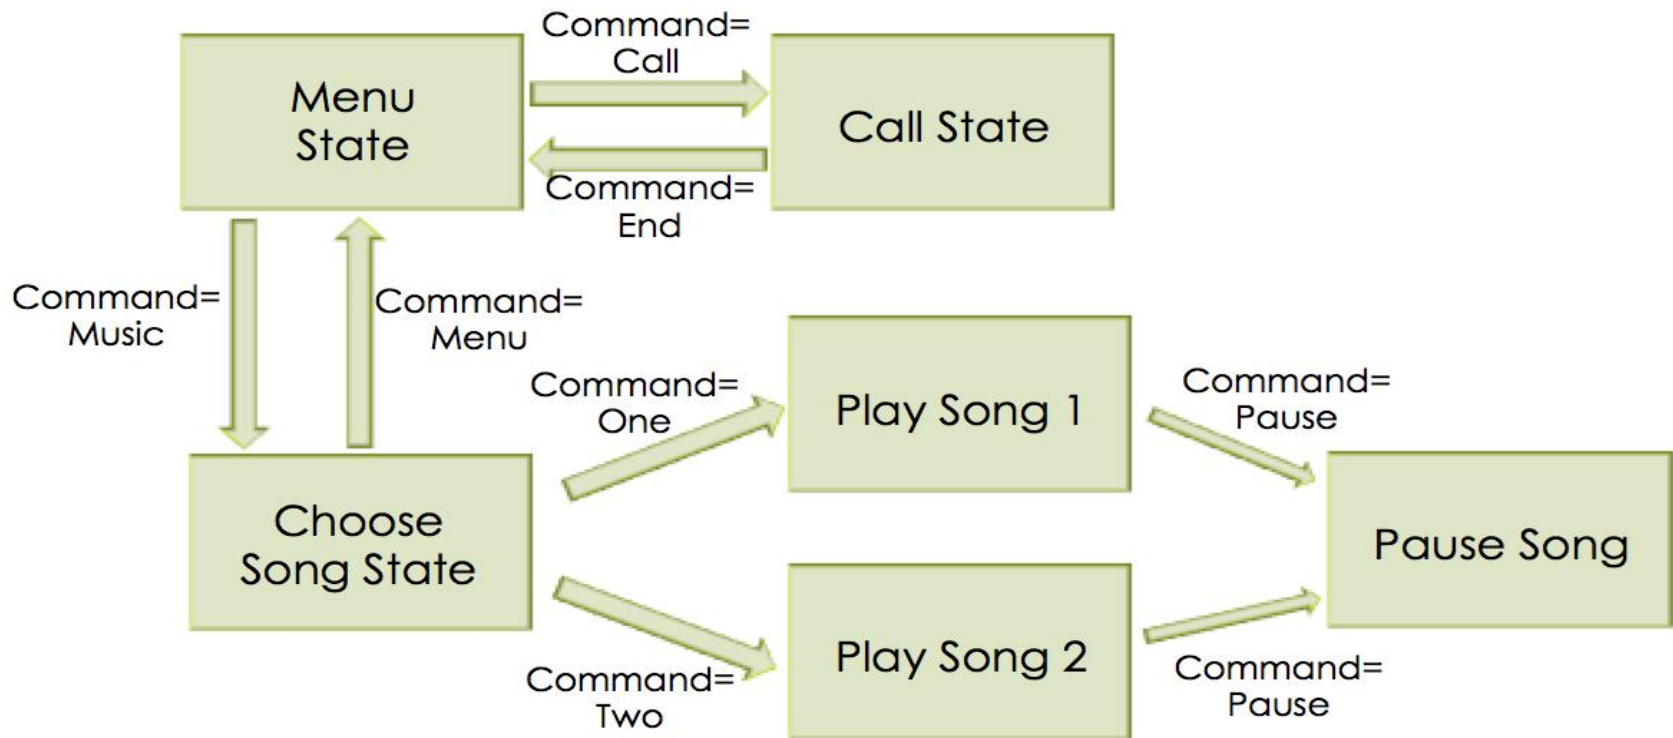 Command=
Call
Menu
State
Call State
Command=
End
Command=
Music
Command=
Menu
Command=
One
Play Song 1
Command=
Pause
Choose
Song State
Pause Song
Play Song 2
Command=
Two
Command=
Pause